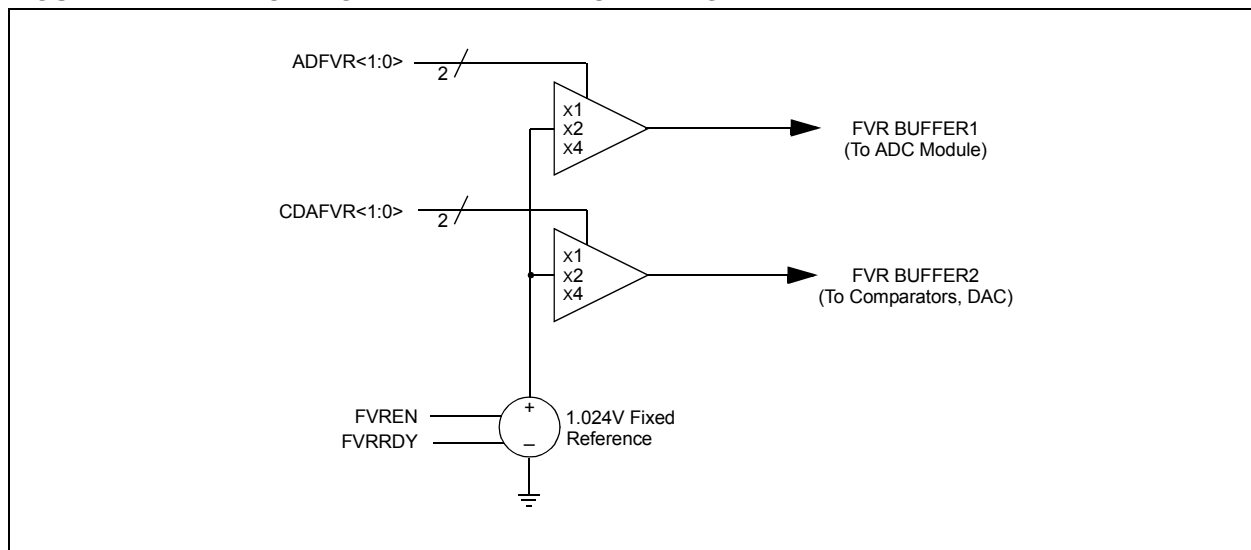 ADFVR<1:0>
2
X1
X2
X4
FVR BUFFER1
(To ADC Module)
CDAFVR<1:0>
2
X1
X2
X4
FVR BUFFER2
(To Comparators, DAC)
FVREN
FVRRDY
+
_
1.024V Fixed
Reference